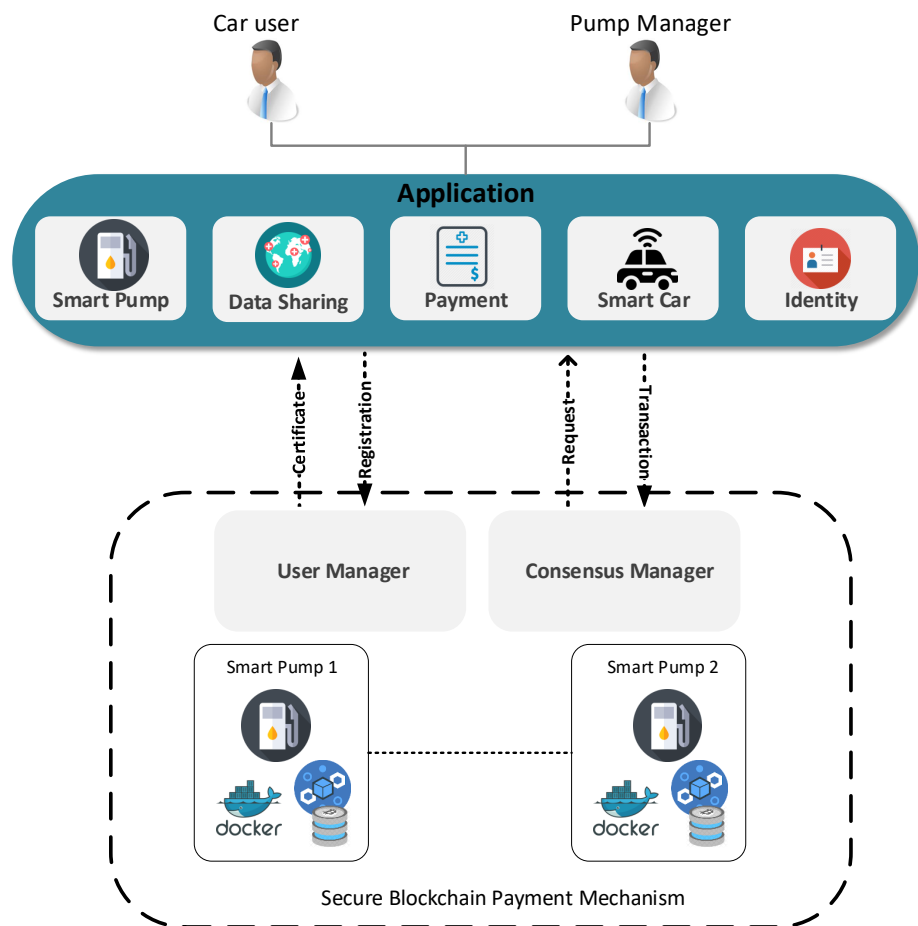 Car user
Pump Manager
Application
Smart Pump
Data Sharing
Payment
Smart Car
Identity
Certificate
Registration
Request
Transaction
User Manager
Consensus Manager
Smart Pump 1
Smart Pump 2
docker
docker
Secure Blockchain Payment Mechanism